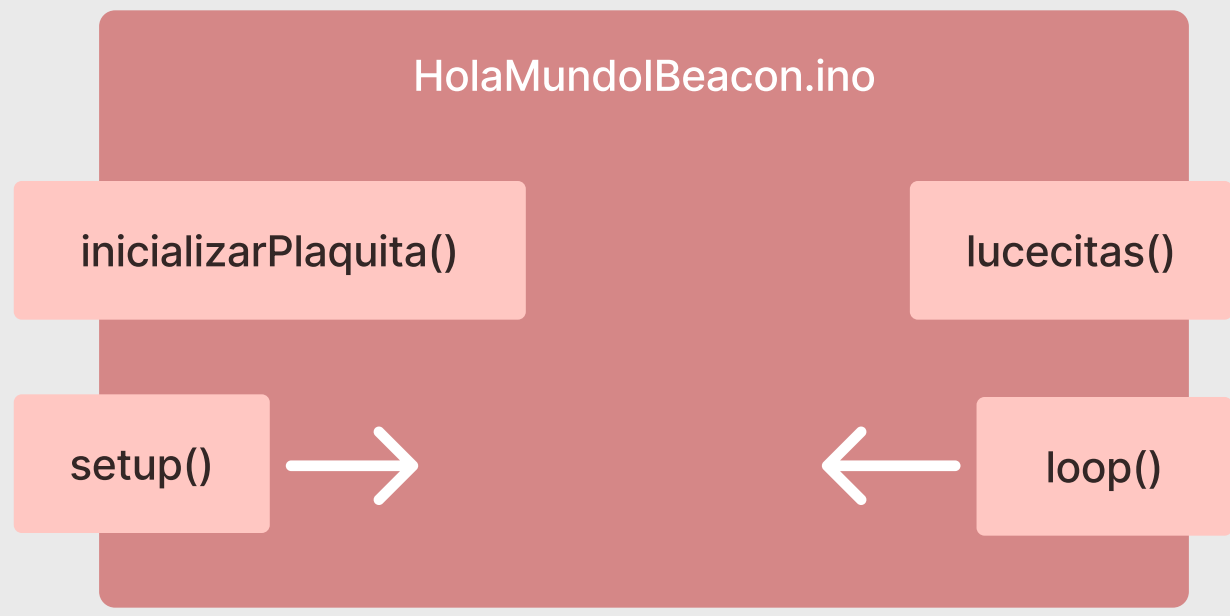 HolaMundoIBeacon.ino
inicializarPlaquita()
lucecitas()
setup()
loop()